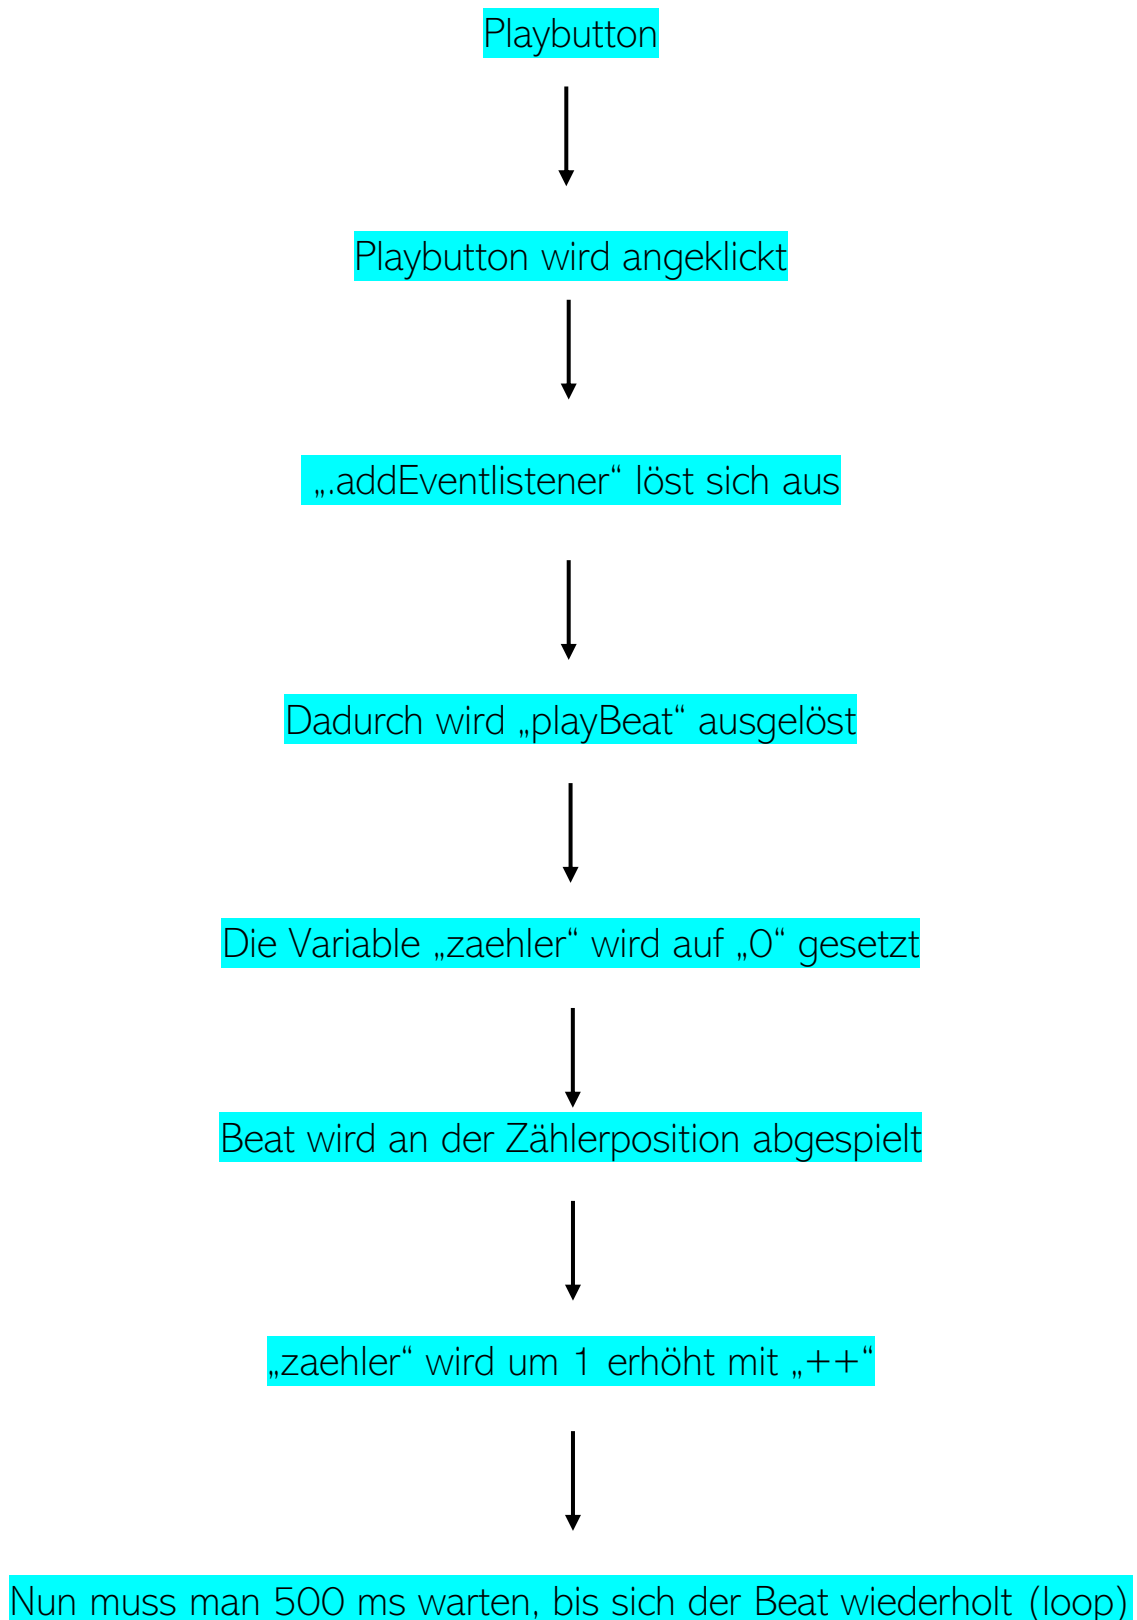 Playbutton
Playbutton wird angeklickt
„.addEventlistener“ löst sich aus
Dadurch wird „playBeat“ ausgelöst
Die Variable „zaehler“ wird auf „0“ gesetzt
Beat wird an der Zählerposition abgespielt
„zaehler“ wird um 1 erhöht mit „++“
Nun muss man 500 ms warten, bis sich der Beat wiederholt (loop)